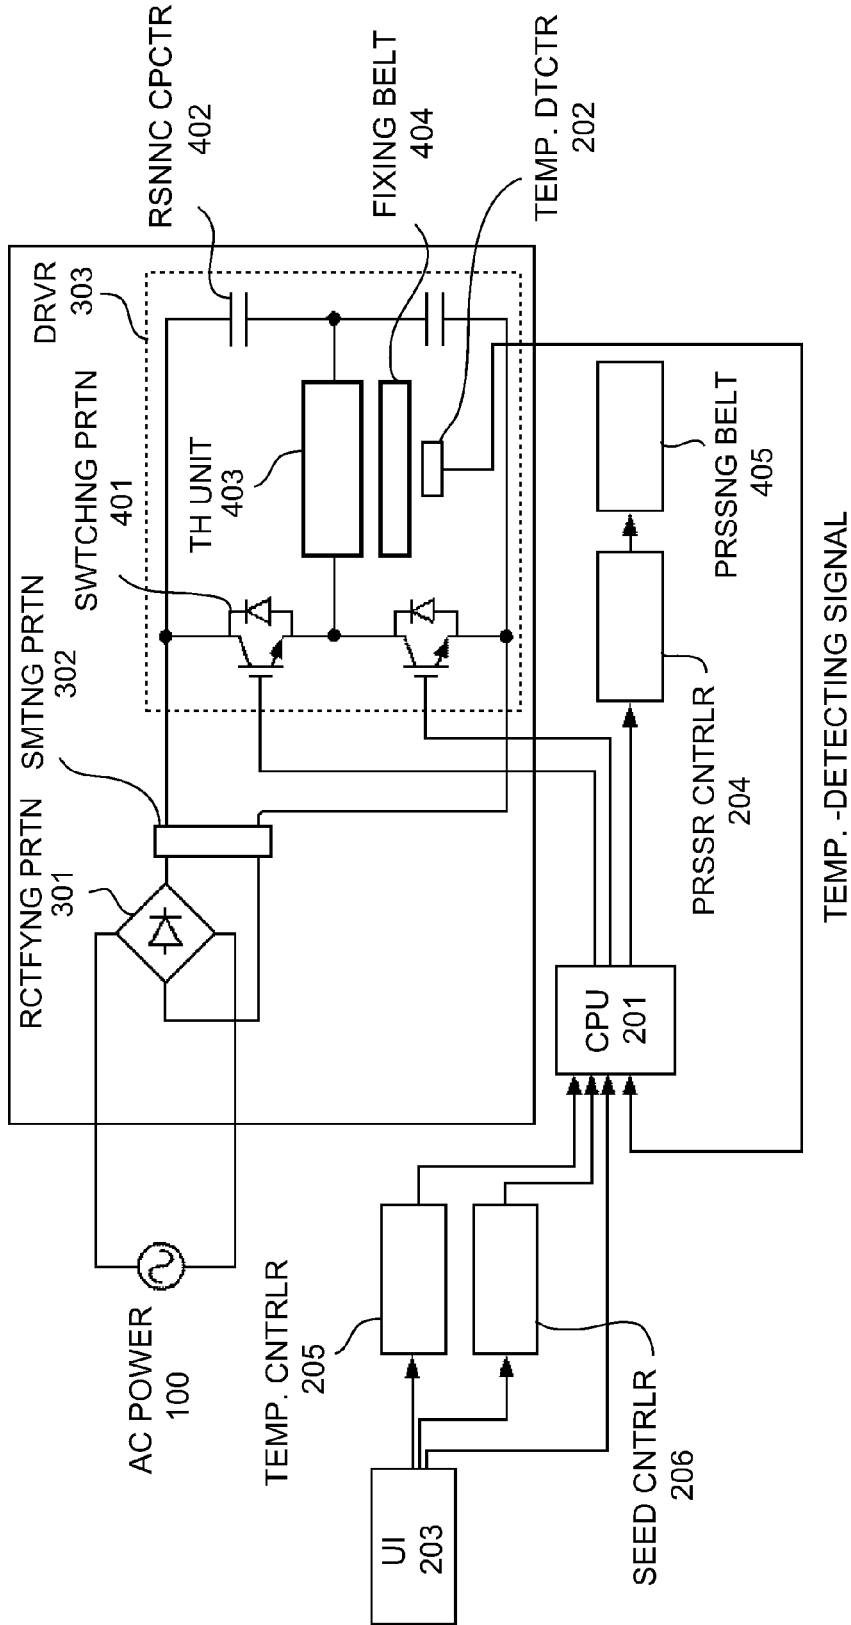 AC POWER
100
RCTFYNG PRTN
301
SMTNG PRTN
302
SWTCHNG PRTN
401
DRVR
303
RSNNC CPCTR
402
FIXING BELT
404
TEMP. DTCTR
202
TH UNIT
403
UI
203
TEMP. CNTRLR
205
SEED CNTRLR
206
CPU
201
PRSSR CNTRLR
204
PRSSNG BELT
405
TEMP. -DETECTING SIGNAL